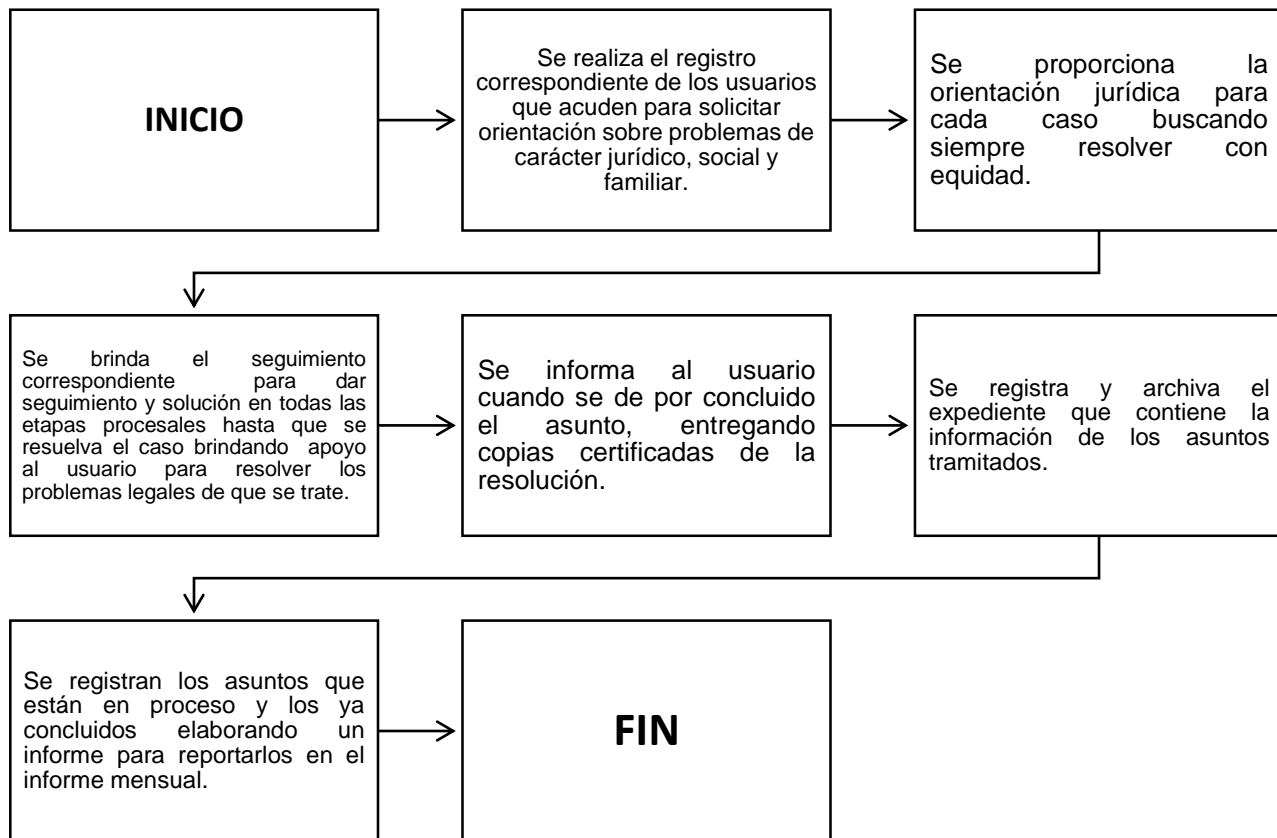 INICIO
Se realiza el registro
correspondiente de los usuarios
que acuden para solicitar
orientación sobre problemas de
carácter jurídico, social y
familiar.
Se proporciona la
orientación jurídica para
cada caso buscando
siempre resolver con
equidad.
Se brinda el seguimiento
correspondiente para dar
seguimiento y solución en todas las
etapas procesales hasta que se
resuelva el caso brindando apoyo
al usuario para resolver los
problemas legales de que se trate.
Se informa al usuario
cuando se de por concluido
el asunto, entregando
copias certificadas de la
resolución.
Se registra y archiva el
expediente que contiene la
información de los asuntos
tramitados.
Se registran los asuntos que
están en proceso y los ya
concluidos elaborando un
informe para reportarlos en el
informe mensual.
FIN